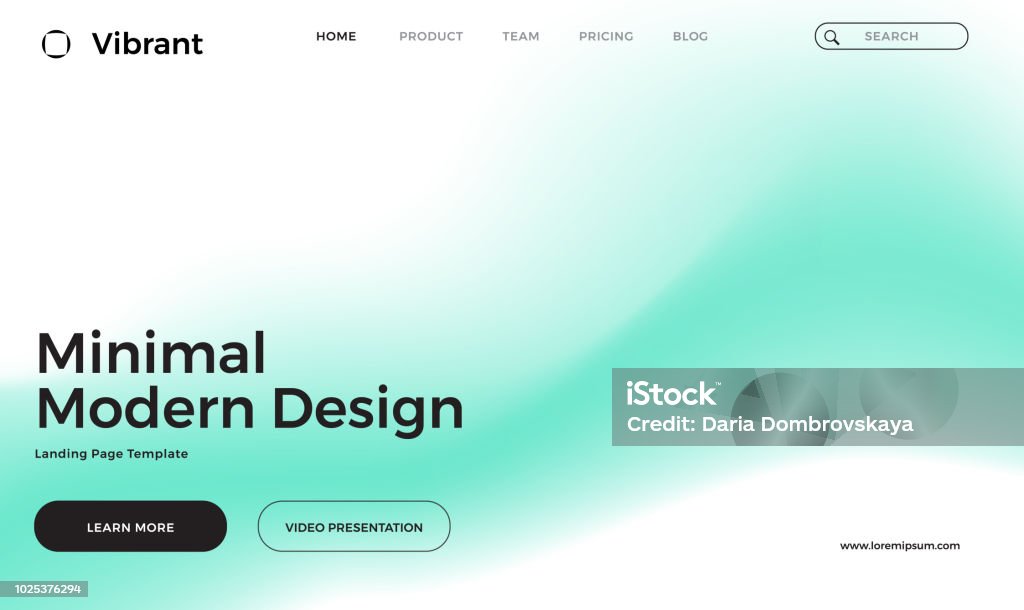 Vibrant
HOME PRODUCT TEAM PRICING BLOG SEARCH
Minimal
Modern Design
Landing Page Template
LEARN MORE VIDEO PRESENTATION
iStock™
Credit: Daria Dombrovskaya
www.loremipsum.com
1025376294